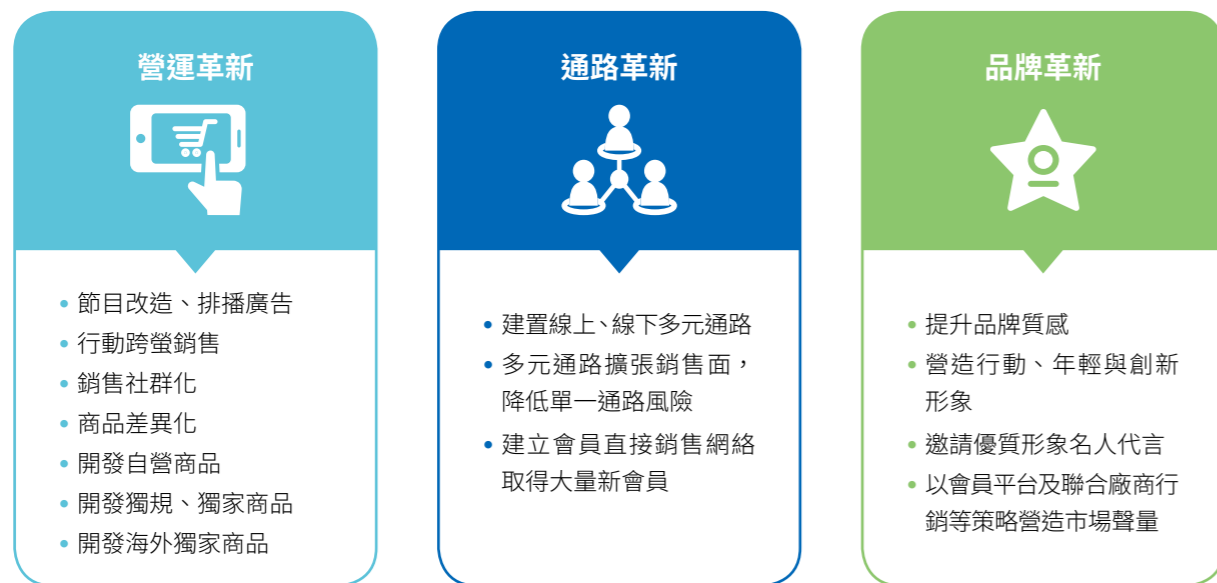 營運革新
• 節目改造、排播廣告
• 行動跨螢銷售
• 銷售社群化
• 商品差異化
• 開發自營商品
• 開發獨規、獨家商品
• 開發海外獨家商品
通路革新
• 建置線上、線下多元通路
• 多元通路擴張銷售面，
降低單一通路風險
• 建立會員直接銷售網絡
取得大量新會員
品牌革新
• 提升品牌質感
• 營造行動、年輕與創新
形象
• 邀請優質形象名人代言
• 以會員平台及聯合廠商行
銷等策略營造市場聲量